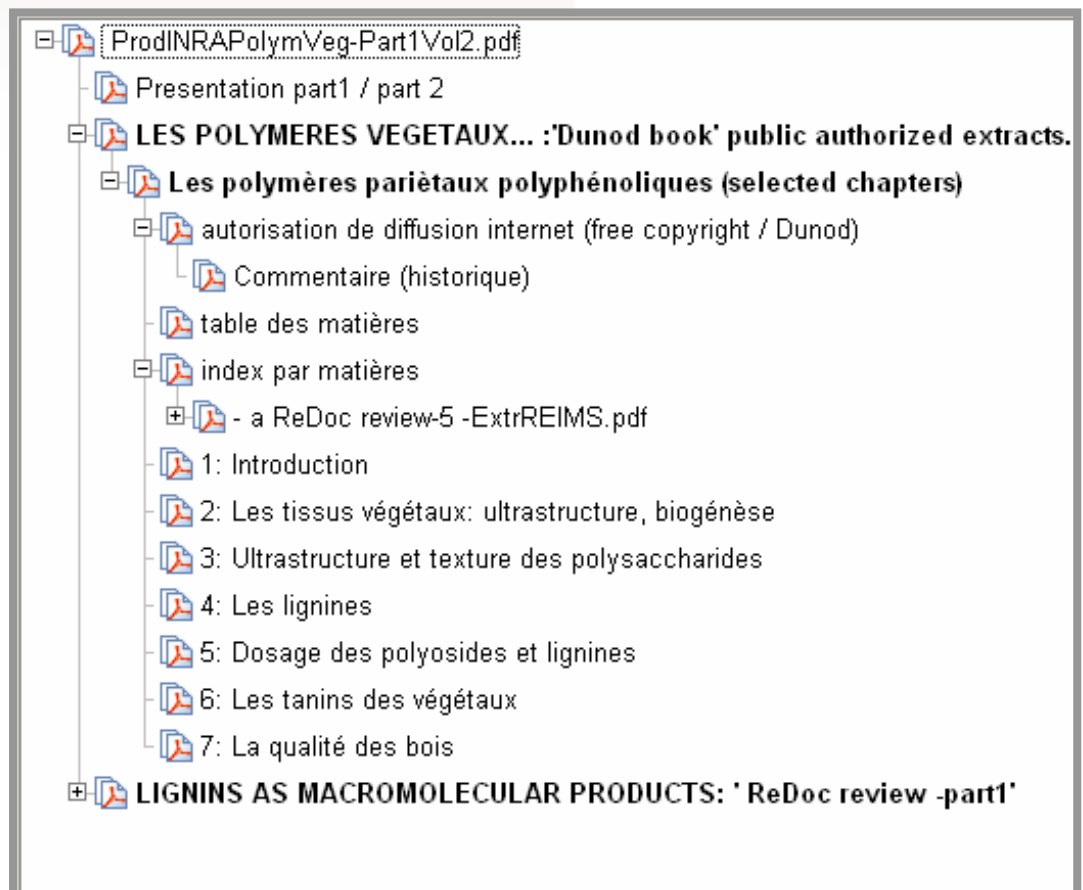 ProdINRAPolymVeg-Part1Vol2.pdf
Presentation part1 / part 2
LES POLYMERES VEGETAUX... :'Dunod book' public authorized extracts.
Les polymères pariètaux polyphénoliques (selected chapters)
autorisation de diffusion internet (free copyright / Dunod)
Commentaire (historique)
table des matières
index par matières
- a ReDoc review-5 -ExtrREIMS.pdf
1: Introduction
2: Les tissus végétaux: ultrastructure, biogénèse
3: Ultrastructure et texture des polysaccharides
4: Les lignines
5: Dosage des polyosides et lignines
6: Les tanins des végétaux
7: La qualité des bois
LIGNINS AS MACROMOLECULAR PRODUCTS: ' ReDoc review -part1'